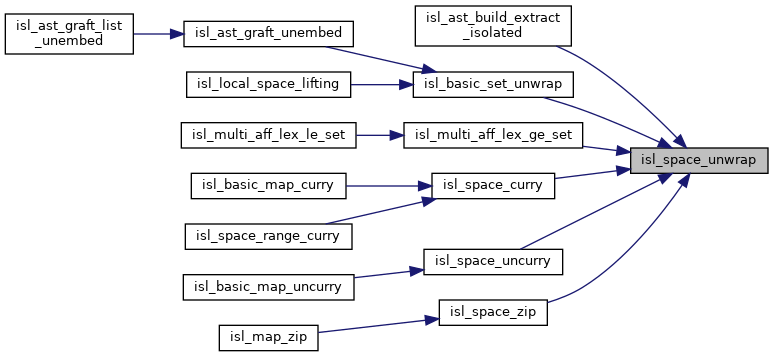 isl_ast_graft_list
_unembed
isl_ast_graft_unembed
isl_ast_build_extract
_isolated
isl_local_space_lifting
isl_basic_set_unwrap
isl_multi_aff_lex_le_set
isl_multi_aff_lex_ge_set
isl_space_unwrap
isl_basic_map_curry
isl_space_curry
isl_space_range_curry
isl_space_uncurry
isl_basic_map_uncurry
isl_space_zip
isl_map_zip